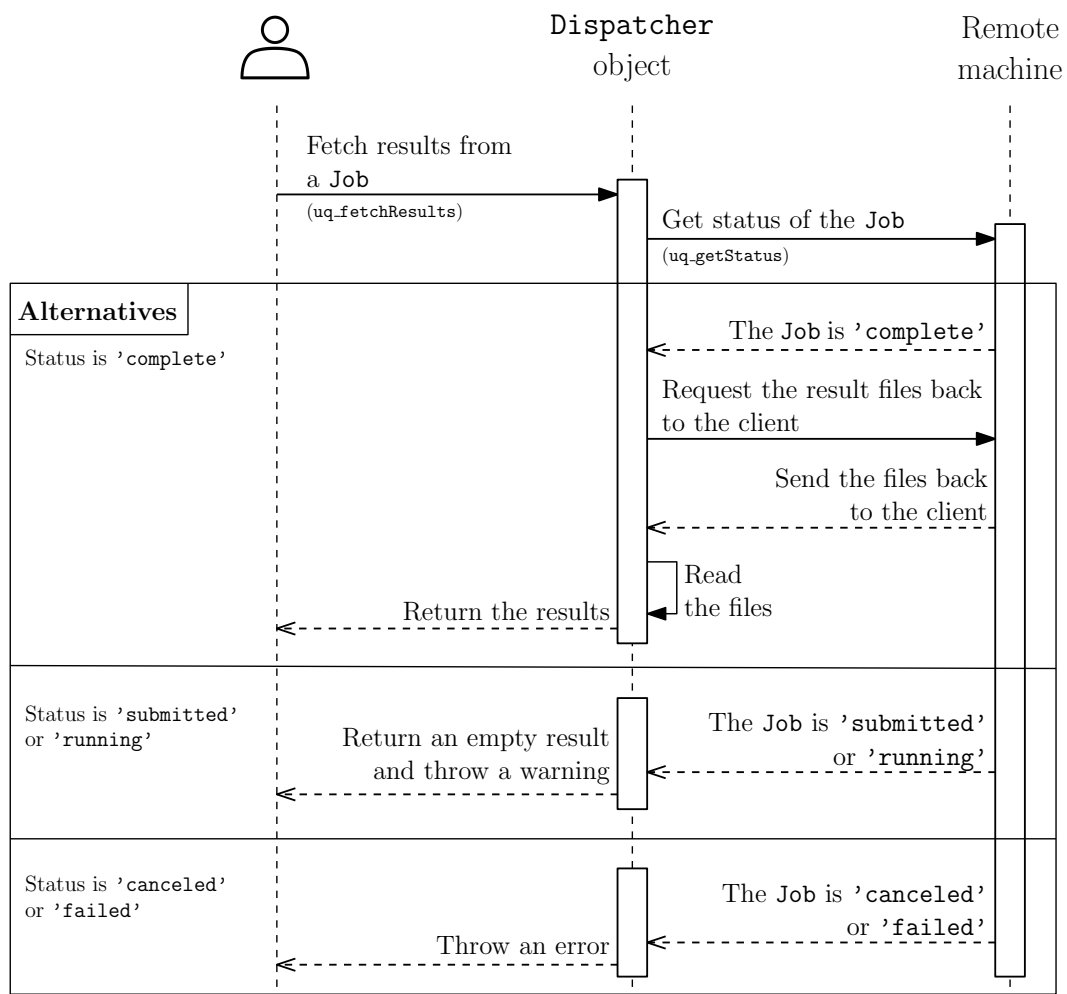 Dispatcher
object
Remote
machine
Fetch results from
a Job
(uq_fetchResults)
Get status of the Job
(uq_getStatus)
Alternatives
Status is ’complete’
The Job is ’complete’
Request the result files back
to the client
Send the files back
to the client
Read
the files
Return the results
Status is ’submitted’
or ’running’
The Job is ’submitted’
or ’running’
Return an empty result
and throw a warning
Status is ’canceled’
or ’failed’
The Job is ’canceled’
or ’failed’
Throw an error